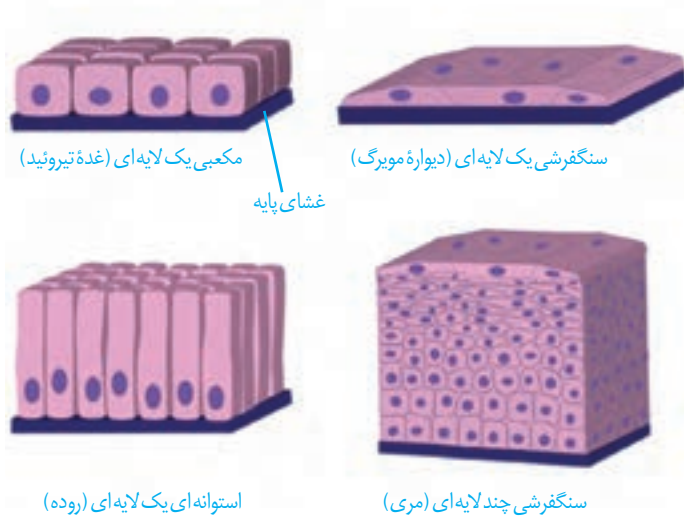 سنگفرشی یک لایه‌ای (دیوارهٔ مویرگ)
مکعبی یک لایه‌ای (غدهٔ تیروئید)
غشای پایه
سنگفرشی چند لایه‌ای (مری)
استوانه‌ای یک لایه‌ای (روده)